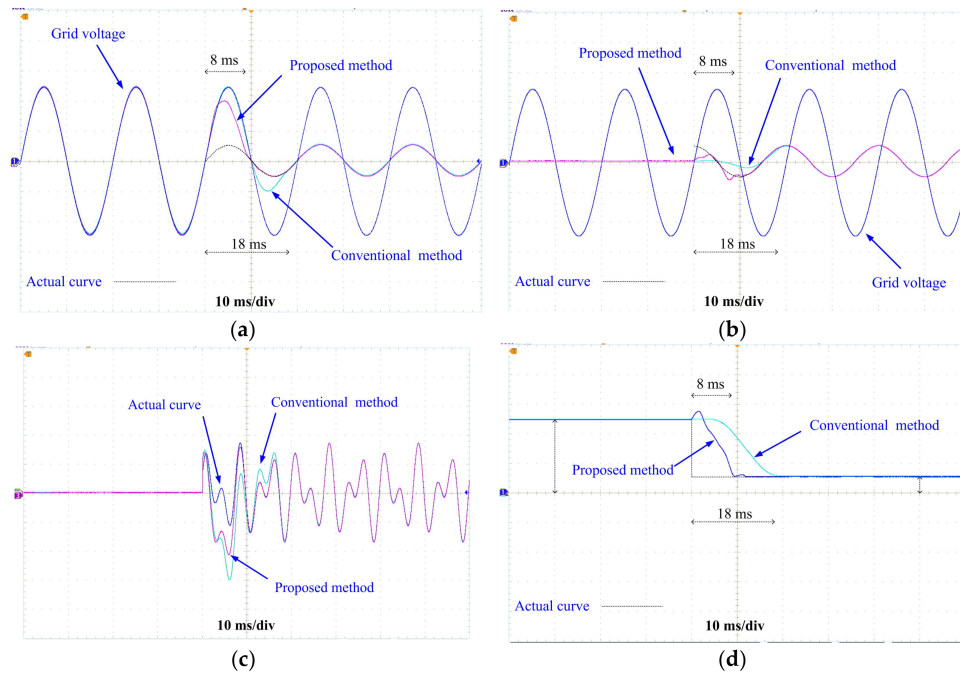 Grid voltage
8 ms
Proposed method
18 ms
Conventional method
Actual curve
10 ms/div
(a)
8 ms
Proposed method
Conventional method
18 ms
Grid voltage
Actual curve
10 ms/div
(b)
Actual curve
Conventional method
Proposed method
10 ms/div
(c)
8 ms
Conventional method
Proposed method
18 ms
Actual curve
10 ms/div
(d)